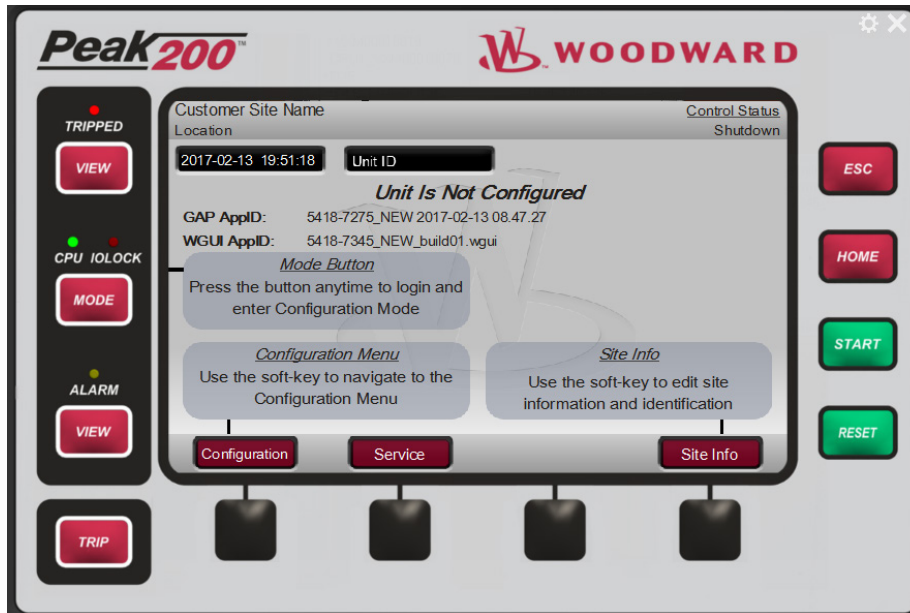 Peak200™
WOODWARD
TRIPPED
VIEW
CPU IOLOCK
MODE
ALARM
VIEW
TRIP
Customer Site Name
Control Status
Location
Shutdown
2017-02-13 19:51:18
Unit ID
Unit Is Not Configured
GAP AppID: 5418-7275_NEW 2017-02-13 08.47.27
WGUI AppID: 5418-7345_NEW_build01.wgui
Mode Button
Press the button anytime to login and
enter Configuration Mode
Configuration Menu
Use the soft-key to navigate to the
Configuration Menu
Site Info
Use the soft-key to edit site
information and identification
Configuration
Service
Site Info
ESC
HOME
START
RESET